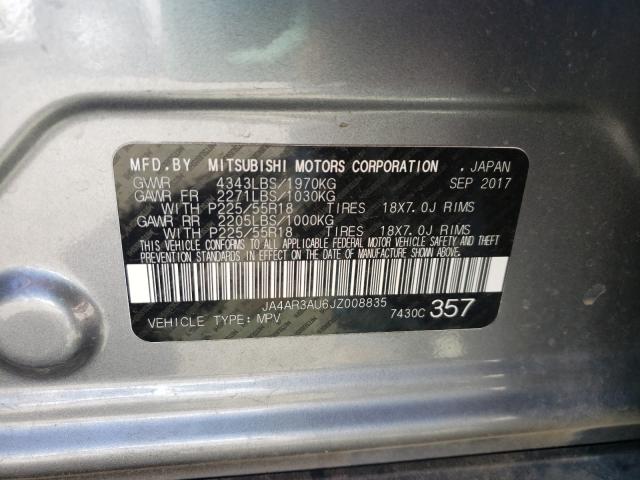 MFD.BY MITSUBISHI MOTORS CORPORATION . JAPAN
GVWR 4343LBS/1970KG SEP 2017
GAWR FR 2271LBS/1030KG
WITH P225/55R18 TIRES 18X7.0J RIMS
GAWR RR 2205LBS/1000KG
WITH P225/55R18 TIRES 18X7.0J RIMS
THIS VEHICLE CONFORMS TO ALL APPLICABLE FEDERAL MOTOR VEHICLE SAFETY AND THEFT
PREVENTION STANDARDS IN EFFECT ON THE DATE OF MANUFACTURE SHOWN ABOVE.
JA4AR3AU6JZ008835
VEHICLE TYPE: MPV 7430C 357